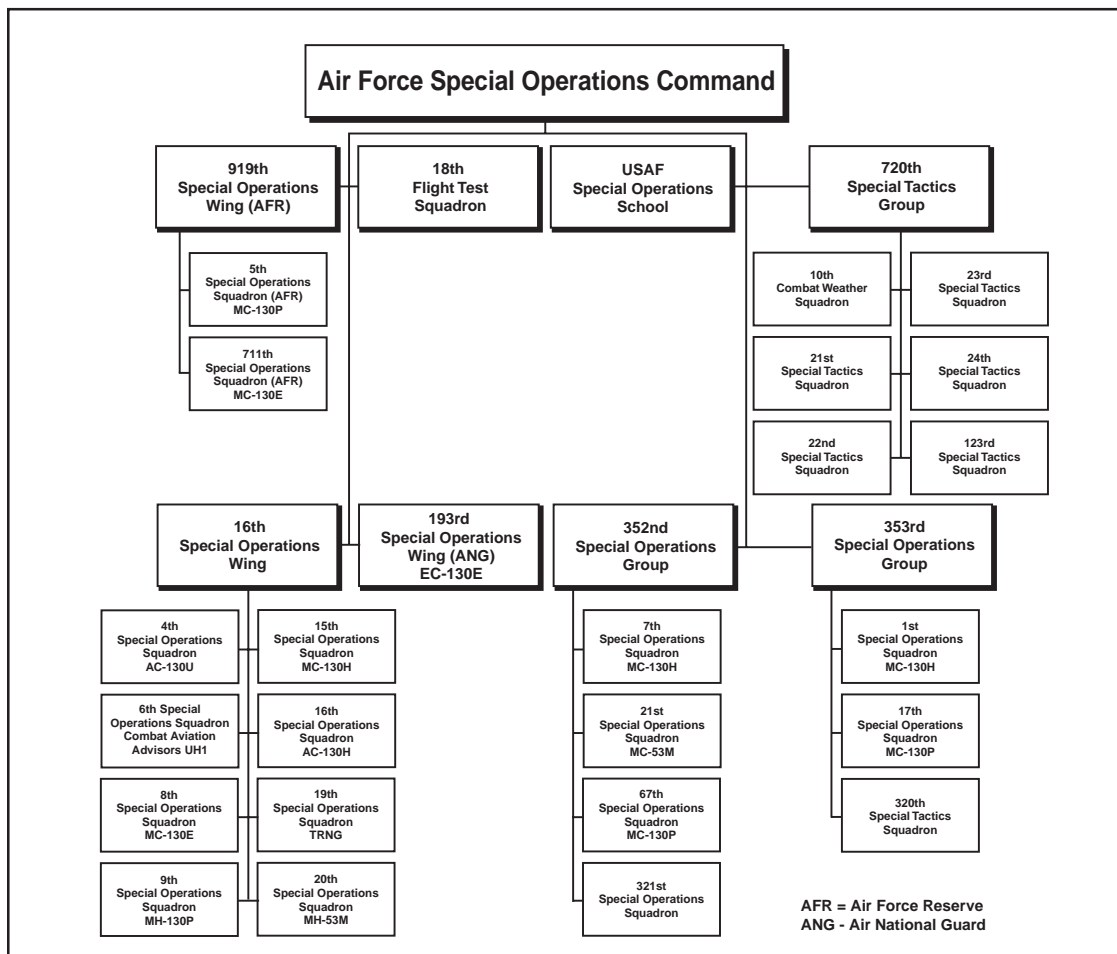 Air Force Special Operations Command
919th
Special Operations
Wing (AFR)
18th
Flight Test
Squadron
USAF
Special Operations
School
720th
Special Tactics
Group
5th
Special Operations
Squadron (AFR)
MC-130P
711th
Special Operations
Squadron (AFR)
MC-130E
10th
Combat Weather
Squadron
23rd
Special Tactics
Squadron
21st
Special Tactics
Squadron
24th
Special Tactics
Squadron
22nd
Special Tactics
Squadron
123rd
Special Tactics
Squadron
16th
Special Operations
Wing
193rd
Special Operations
Wing (ANG)
EC-130E
352nd
Special Operations
Group
353rd
Special Operations
Group
4th
Special Operations
Squadron
AC-130U
15th
Special Operations
Squadron
MC-130H
6th Special
Operations Squadron
Combat Aviation
Advisors UH1
16th
Special Operations
Squadron
AC-130H
8th
Special Operations
Squadron
MC-130E
19th
Special Operations
Squadron
TRNG
9th
Special Operations
Squadron
MH-130P
20th
Special Operations
Squadron
MH-53M
7th
Special Operations
Squadron
MC-130H
21st
Special Operations
Squadron
MC-53M
67th
Special Operations
Squadron
MC-130P
321st
Special Operations
Squadron
1st
Special Operations
Squadron
MC-130H
17th
Special Operations
Squadron
MC-130P
320th
Special Tactics
Squadron
AFR = Air Force Reserve
ANG - Air National Guard